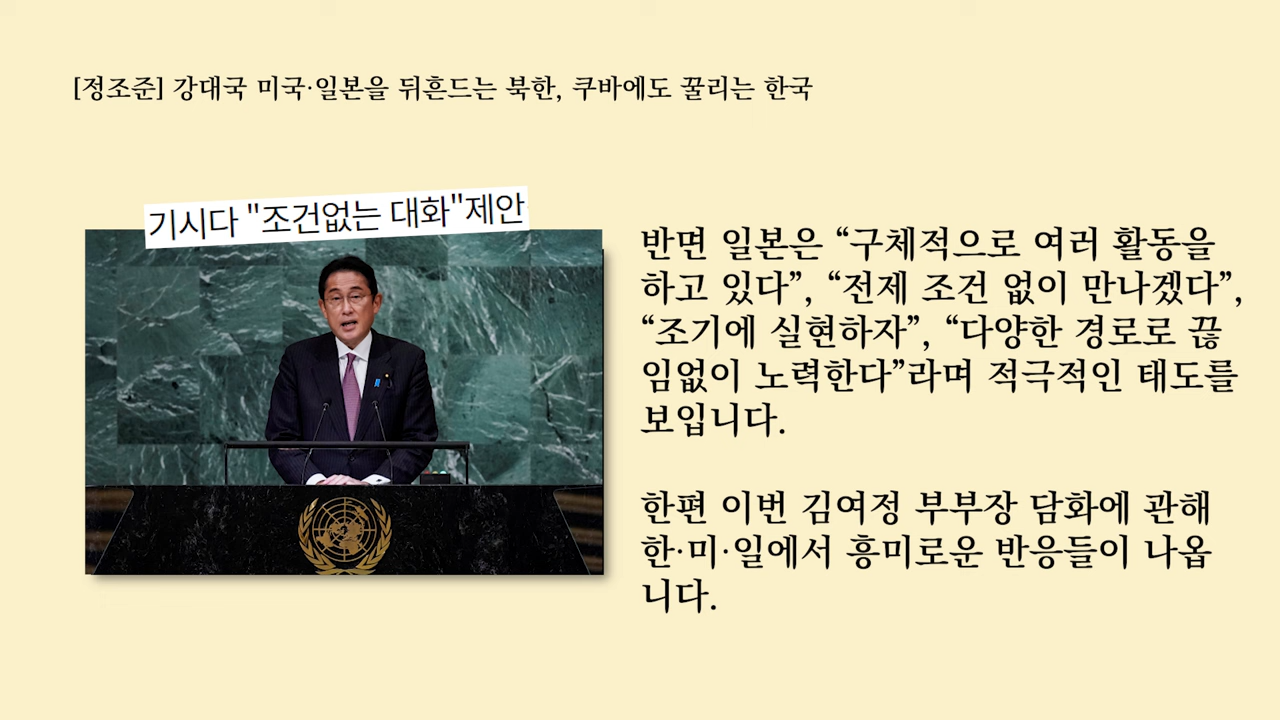 [정조준] 강대국 미국·일본을 뒤흔드는 북한, 쿠바에도 꿀리는 한국
기시다 "조건없는 대화"제안
반면 일본은 “구체적으로 여러 활동을
하고 있다”, “전제 조건 없이 만나겠다”,
“조기에 실현하자”, “다양한 경로로 끊
임없이 노력한다”라며 적극적인 태도를
보입니다.
한편 이번 김여정 부부장 담화에 관해
한·미·일에서 흥미로운 반응들이 나옵
니다.